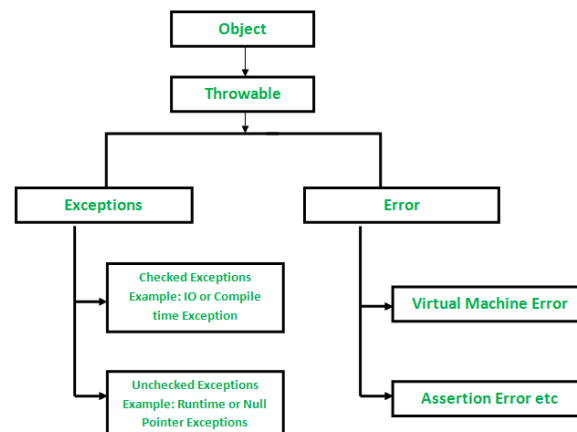 Object
Throwable
Exceptions
Error
Checked Exceptions
Example: IO or Compile
time Exception
Virtual Machine Error
Unchecked Exceptions
Example: Runtime or Null
Pointer Exceptions
Assertion Error etc